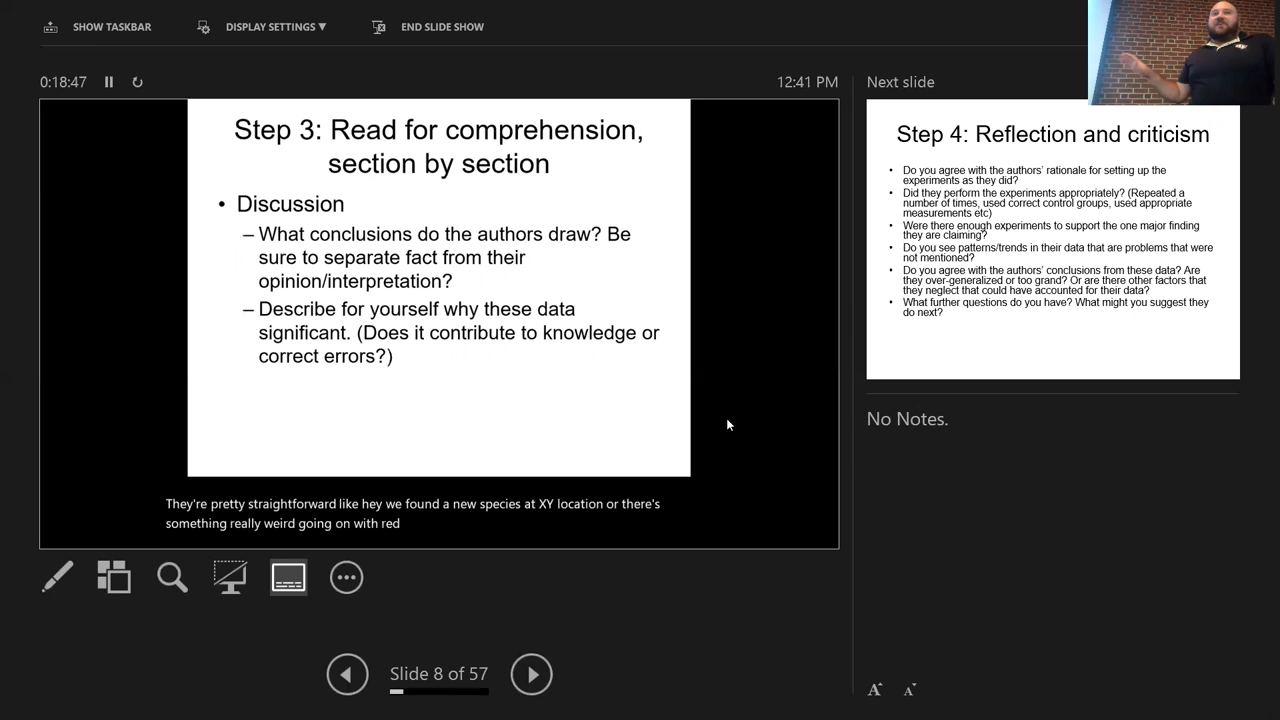 SHOW TASKBAR
DISPLAY SETTINGS ▼
END SLIDE SHOW
0:18:47
12:41 PM
Step 3: Read for comprehension,
section by section
• Discussion
– What conclusions do the authors draw? Be
sure to separate fact from their
opinion/interpretation?
– Describe for yourself why these data
significant. (Does it contribute to knowledge or
correct errors?)
They're pretty straightforward like hey we found a new species at XY location or there's
something really weird going on with red
Slide 8 of 57
Next slide
Step 4: Reflection and criticism
• Do you agree with the authors' rationale for setting up the
experiments as they did?
• Did they perform the experiments appropriately? (Repeated a
number of times, used correct control groups, used appropriate
measurements etc)
• Were there enough experiments to support the one major finding
they are claiming?
• Do you see patterns/trends in their data that are problems that were
not mentioned?
• Do you agree with the authors' conclusions from these data? Are
they over-generalized or too grand? Or are there other factors that
they neglect that could have accounted for their data?
• What further questions do you have? What might you suggest they
do next?
No Notes.
A A